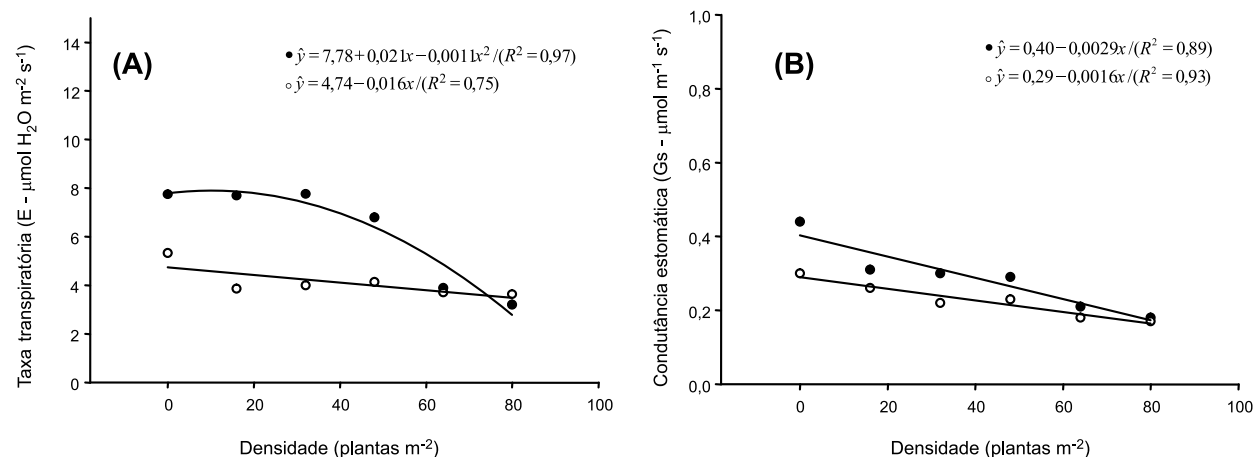 (A)
● ŷ = 7,78+0,021x−0,0011x²/(R² = 0,97)
○ ŷ = 4,74−0,016x/(R² = 0,75)
Taxa transpiratória (E - μmol H₂O m⁻² s⁻¹)
14
12
10
8
6
4
2
0
0 20 40 60 80 100
Densidade (plantas m⁻²)
(B)
● ŷ = 0,40−0,0029x/(R² = 0,89)
○ ŷ = 0,29−0,0016x/(R² = 0,93)
Condutância estomática (Gs - μmol m⁻¹ s⁻¹)
1,0
0,8
0,6
0,4
0,2
0,0
0 20 40 60 80 100
Densidade (plantas m⁻²)